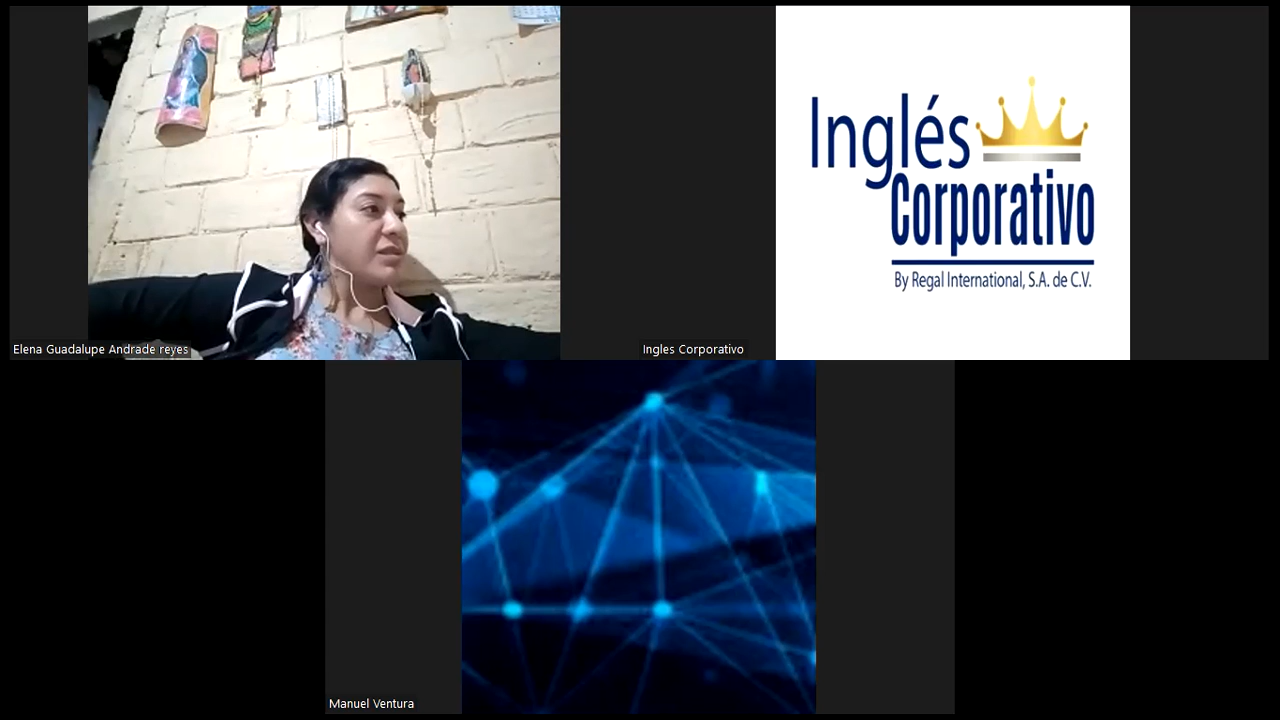 Elena Guadalupe Andrade reyes
Inglés
Corporativo
By Regal International, S.A. de C.V.
Ingles Corporativo
Manuel Ventura